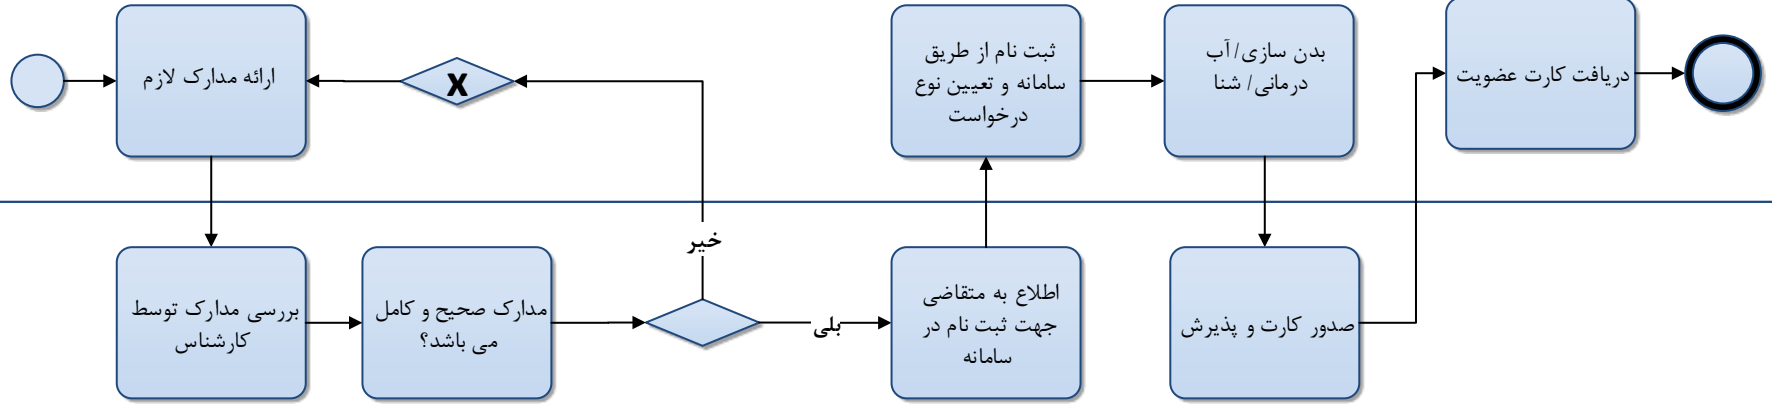 ارائه مدارک لازم
X
ثبت نام از طریق
سامانه و تعیین نوع
درخواست
بدن سازی/ آب
درمانی/ شنا
دریافت کارت عضویت
خیر
بررسی مدارک توسط
کارشناس
مدارک صحیح و کامل
می باشد؟
بلی
اطلاع به متقاضی
جهت ثبت نام در
سامانه
صدور کارت و پذیرش